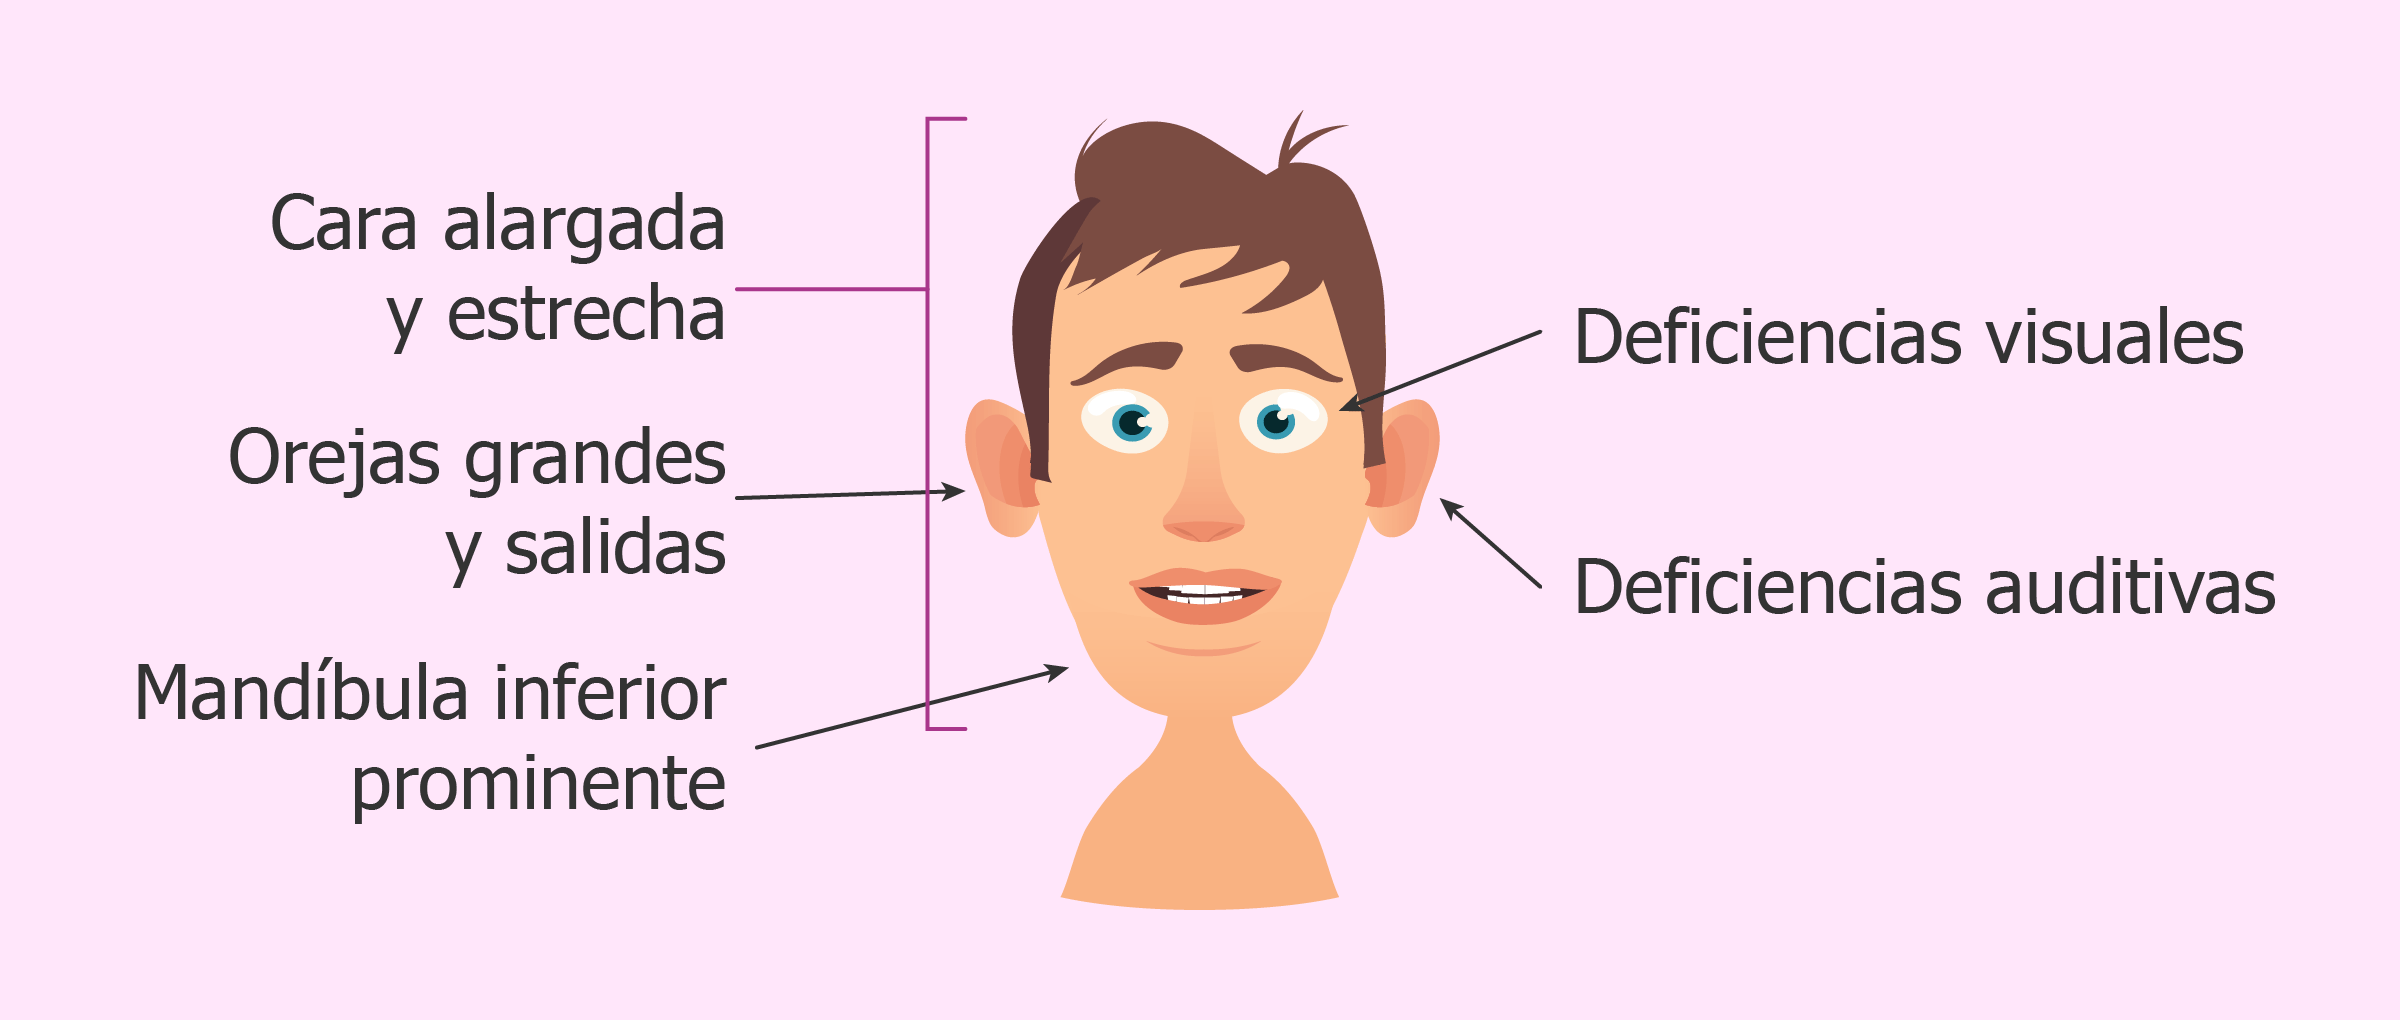 Cara alargada
y estrecha
Orejas grandes
y salidas
Mandíbula inferior
prominente
Deficiencias visuales
Deficiencias auditivas